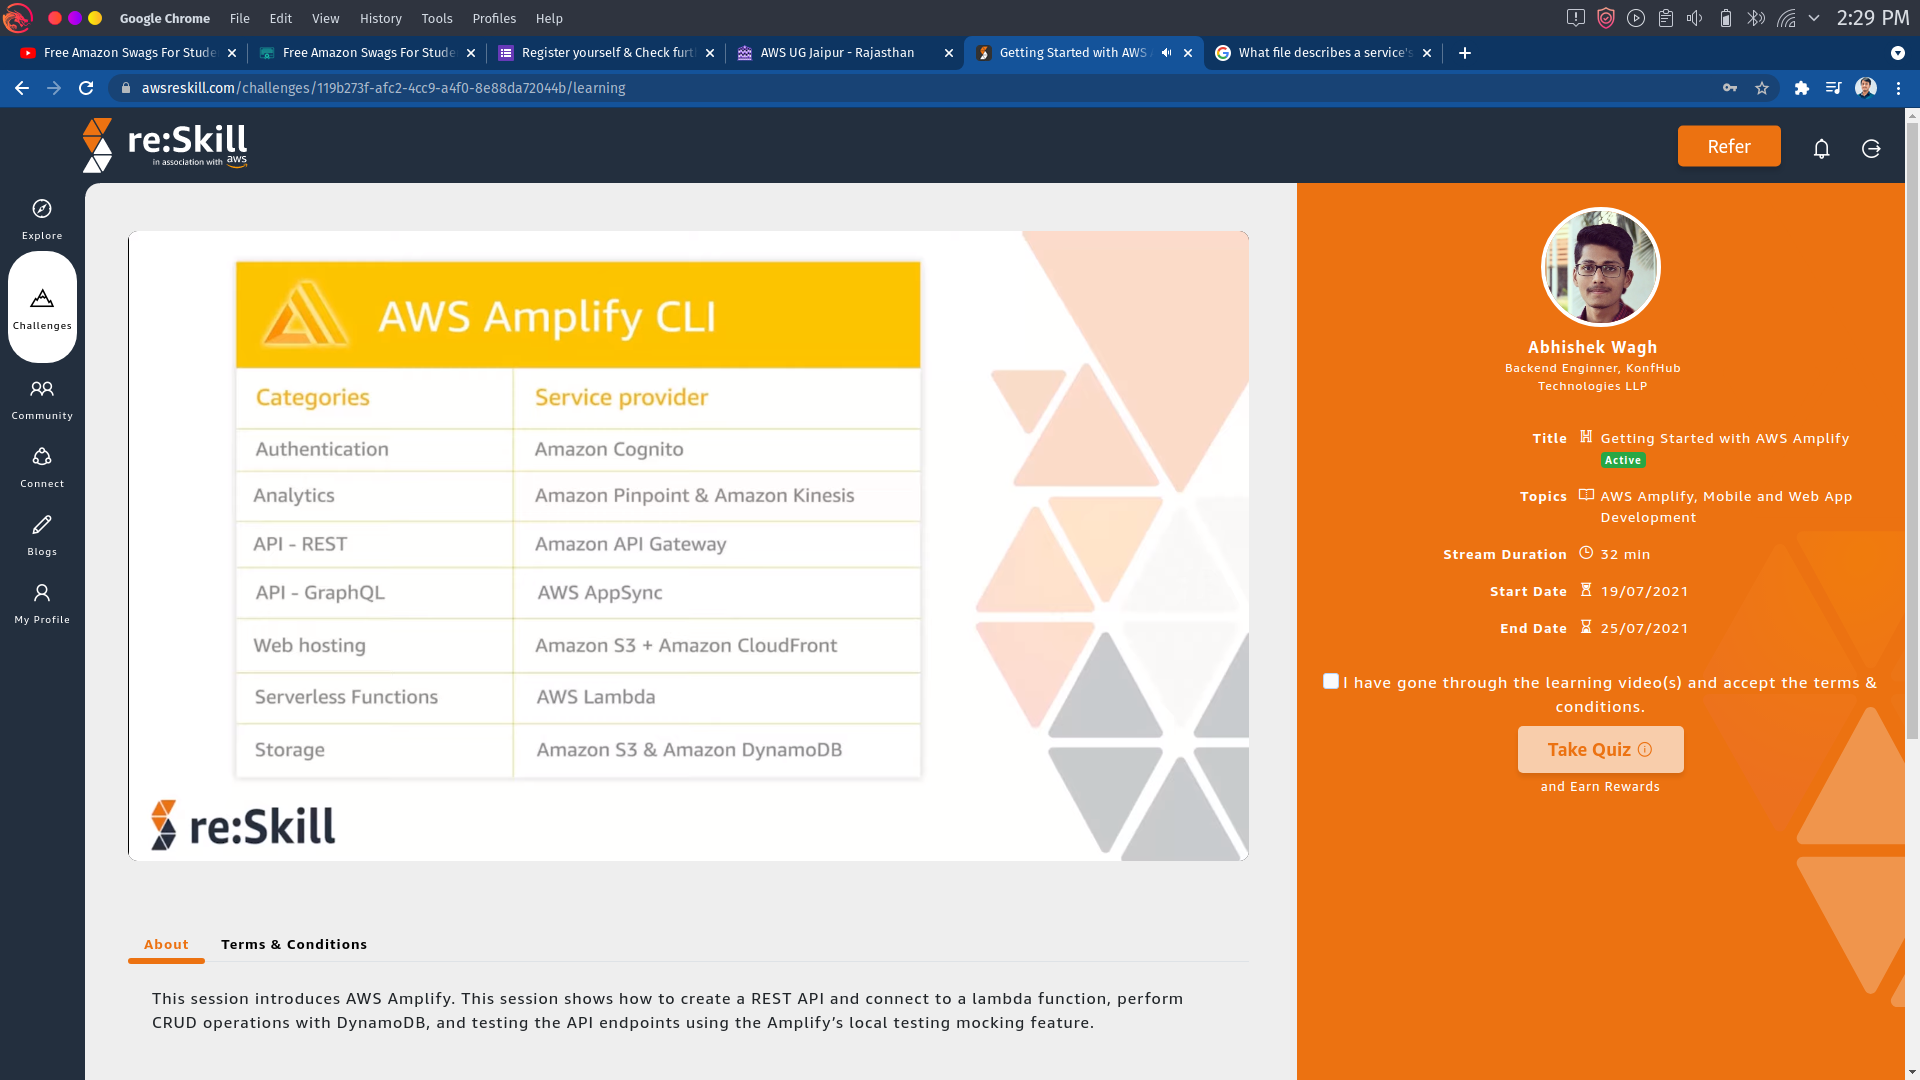 Google Chrome File Edit View History Tools Profiles Help 2:29 PM
Free Amazon Swags For Stude Free Amazon Swags For Stude Register yourself & Check furt AWS UG Jaipur - Rajasthan Getting Started with AWS What file describes a service's
awsreskill.com/challenges/119b273f-afc2-4cc9-a4f0-8e88da72044b/learning
re:Skill
in association with aws
Refer
Explore
Challenges
Community
Connect
Blogs
My Profile
AWS Amplify CLI
Categories Service provider
Authentication Amazon Cognito
Analytics Amazon Pinpoint & Amazon Kinesis
API - REST Amazon API Gateway
API - GraphQL AWS AppSync
Web hosting Amazon S3 + Amazon CloudFront
Serverless Functions AWS Lambda
Storage Amazon S3 & Amazon DynamoDB
re:Skill
About Terms & Conditions
This session introduces AWS Amplify. This session shows how to create a REST API and connect to a lambda function, perform
CRUD operations with DynamoDB, and testing the API endpoints using the Amplify’s local testing mocking feature.
Abhishek Wagh
Backend Enginner, KonfHub
Technologies LLP
Title Getting Started with AWS Amplify
Active
Topics AWS Amplify, Mobile and Web App
Development
Stream Duration 32 min
Start Date 19/07/2021
End Date 25/07/2021
I have gone through the learning video(s) and accept the terms &
conditions.
Take Quiz
and Earn Rewards